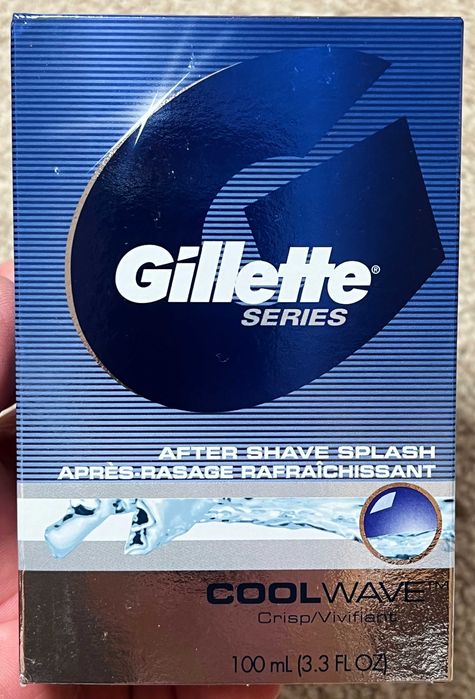 Gillette®
SERIES
AFTER SHAVE SPLASH
APRÈS-RASAGE RAFRAÎCHISSANT
COOLWAVE™
Crisp/Vivifiant
100 mL (3.3 FL OZ)